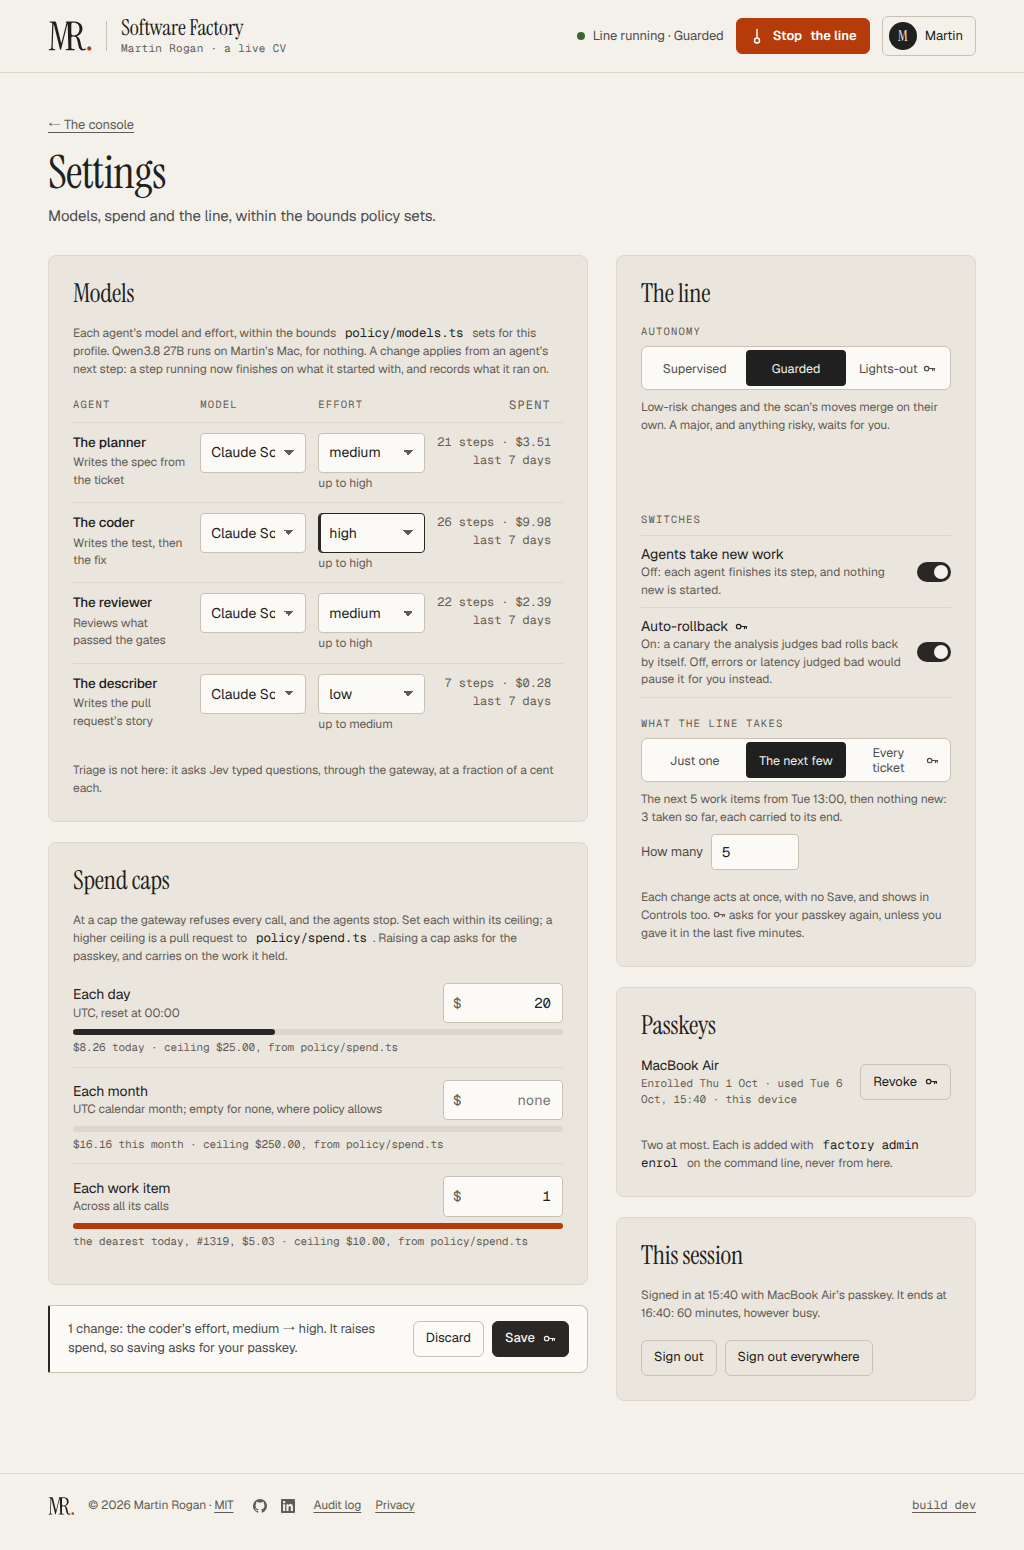 MR.
Software Factory
Martin Rogan · a live CV
Line running · Guarded
Stop the line
M
Martin
← The console
Settings
Models, spend and the line, within the bounds policy sets.
Models
Each agent's model and effort, within the bounds policy/models.ts sets for this
profile. Qwen3.8 27B runs on Martin's Mac, for nothing. A change applies from an agent's
next step: a step running now finishes on what it started with, and records what it ran on.
AGENT MODEL EFFORT SPENT
The planner
Writes the spec from
the ticket
Claude Sc
medium
up to high
21 steps · $3.51
last 7 days
The coder
Writes the test, then
the fix
Claude Sc
high
up to high
26 steps · $9.98
last 7 days
The reviewer
Reviews what
passed the gates
Claude Sc
medium
up to high
22 steps · $2.39
last 7 days
The describer
Writes the pull
request's story
Claude Sc
low
up to medium
7 steps · $0.28
last 7 days
Triage is not here: it asks Jev typed questions, through the gateway, at a fraction of a cent
each.
Spend caps
At a cap the gateway refuses every call, and the agents stop. Set each within its ceiling; a
higher ceiling is a pull request to policy/spend.ts . Raising a cap asks for the
passkey, and carries on the work it held.
Each day
UTC, reset at 00:00
$ 20
$8.26 today · ceiling $25.00, from policy/spend.ts
Each month
UTC calendar month; empty for none, where policy allows
$ none
$16.16 this month · ceiling $250.00, from policy/spend.ts
Each work item
Across all its calls
$ 1
the dearest today, #1319, $5.03 · ceiling $10.00, from policy/spend.ts
1 change: the coder's effort, medium → high. It raises
spend, so saving asks for your passkey.
Discard
Save
The line
AUTONOMY
Supervised
Guarded
Lights-out
Low-risk changes and the scan's moves merge on their
own. A major, and anything risky, waits for you.
SWITCHES
Agents take new work
Off: each agent finishes its step, and nothing
new is started.
Auto-rollback
On: a canary the analysis judges bad rolls back
by itself. Off, errors or latency judged bad would
pause it for you instead.
WHAT THE LINE TAKES
Just one
The next few
Every
ticket
The next 5 work items from Tue 13:00, then nothing new:
3 taken so far, each carried to its end.
How many 5
Each change acts at once, with no Save, and shows in
Controls too. asks for your passkey again, unless you
gave it in the last five minutes.
Passkeys
MacBook Air
Enrolled Thu 1 Oct · used Tue 6
Oct, 15:40 · this device
Revoke
Two at most. Each is added with factory admin
enrol on the command line, never from here.
This session
Signed in at 15:40 with MacBook Air's passkey. It ends at
16:40: 60 minutes, however busy.
Sign out
Sign out everywhere
MR.
© 2026 Martin Rogan · MIT
in
Audit log
Privacy
build dev